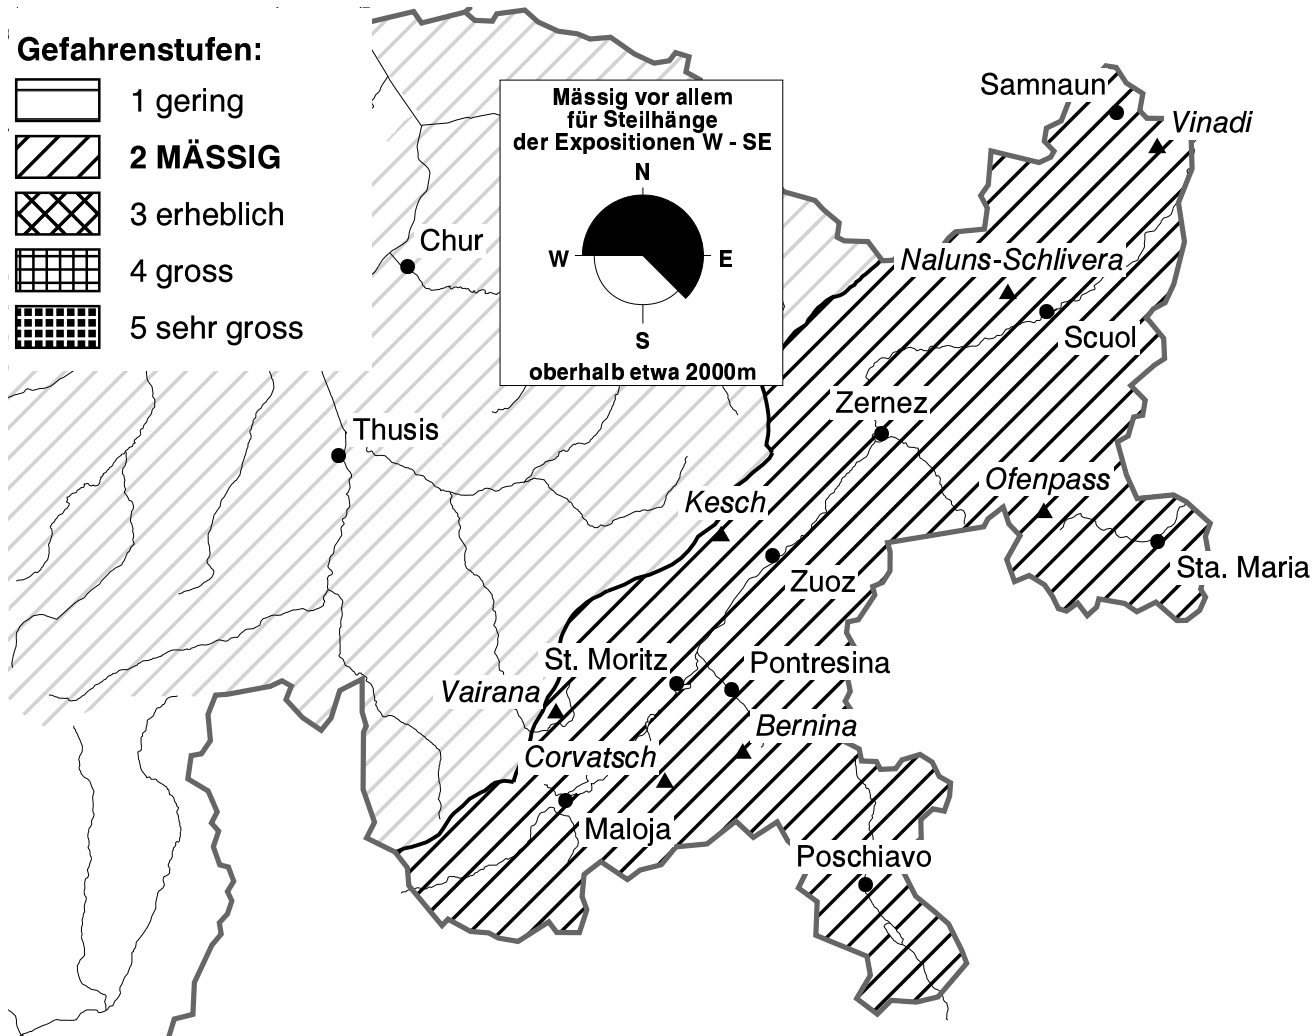 Gefahrenstufen:
1 gering
2 MÄSSIG
3 erheblich
4 gross
5 sehr gross
Mässig vor allem
für Steilhänge
der Expositionen W - SE
N
W
E
S
oberhalb etwa 2000m
Samnaun
Vinadi
Chur
Naluns-Schlivera
Scuol
Zernez
Thusis
Ofenpass
Kesch
Sta. Maria
Zuoz
St. Moritz
Pontresina
Vairana
Bernina
Corvatsch
Maloja
Poschiavo